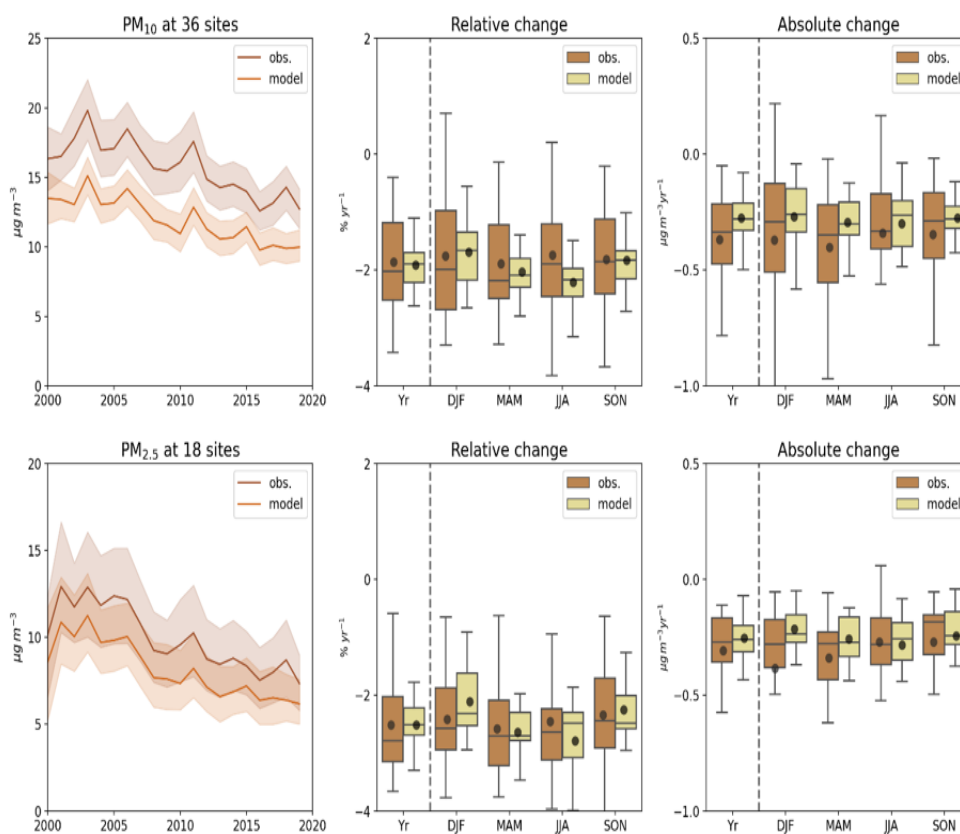 PM₁₀ at 36 sites
Relative change
Absolute change
25
20
15
10
5
0
μg m⁻³
2000 2005 2010 2015 2020
obs.
model
2
0
−2
−4
% yr⁻¹
Yr DJF MAM JJA SON
obs.
model
0.5
0.0
−0.5
−1.0
μg m⁻³yr⁻¹
Yr DJF MAM JJA SON
obs.
model
PM₂.₅ at 18 sites
Relative change
Absolute change
20
15
10
5
0
μg m⁻³
2000 2005 2010 2015 2020
obs.
model
2
0
−2
−4
% yr⁻¹
Yr DJF MAM JJA SON
obs.
model
0.5
0.0
−0.5
−1.0
μg m⁻³yr⁻¹
Yr DJF MAM JJA SON
obs.
model